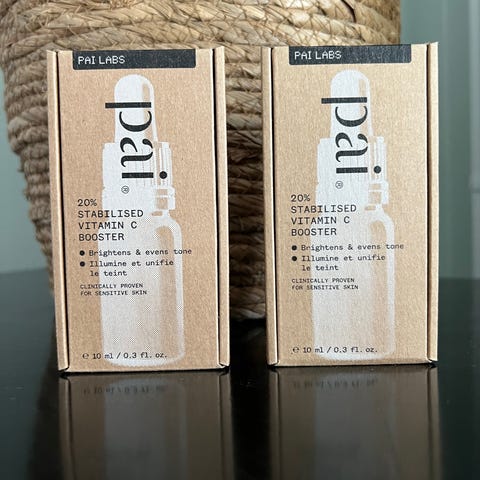 PAI LABS
pai®
20%
STABILISED
VITAMIN C
BOOSTER
● Brightens & evens tone
● Illumine et unifie
le teint
CLINICALLY PROVEN
FOR SENSITIVE SKIN
℮ 10 ml / 0.3 fl. oz.
PAI LABS
pai®
20%
STABILISED
VITAMIN C
BOOSTER
● Brightens & evens tone
● Illumine et unifie
le teint
CLINICALLY PROVEN
FOR SENSITIVE SKIN
℮ 10 ml / 0.3 fl. oz.